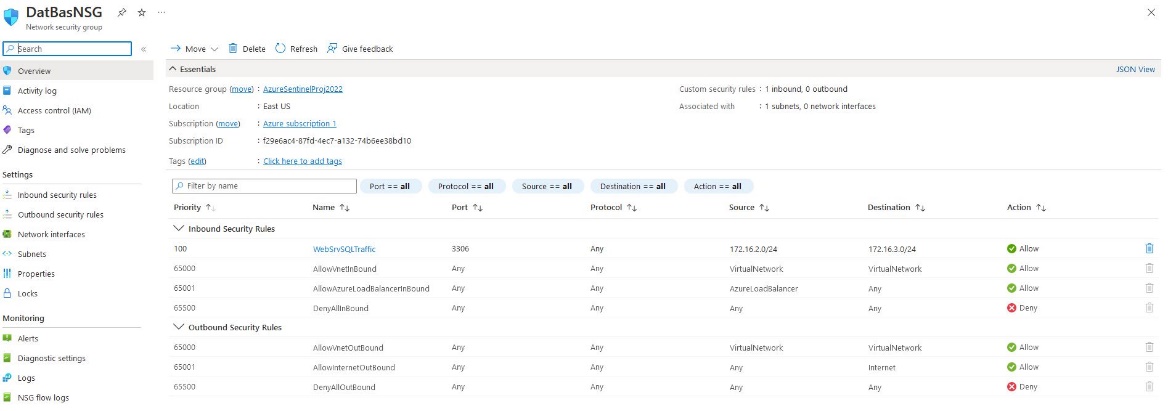 DatBasNSG
Network security group
Search
Overview
Activity log
Access control (IAM)
Tags
Diagnose and solve problems
Settings
Inbound security rules
Outbound security rules
Network interfaces
Subnets
Properties
Locks
Monitoring
Alerts
Diagnostic settings
Logs
NSG flow logs
Move Delete Refresh Give feedback
Essentials JSON View
Resource group (move) : AzureSentinelProj2022
Location : East US
Subscription (move) : Azure subscription 1
Subscription ID : f29e6ac4-87fd-4ec7-a132-74b6ee38bd10
Tags (edit) : Click here to add tags
Custom security rules : 1 inbound, 0 outbound
Associated with : 1 subnets, 0 network interfaces
Filter by name Port == all Protocol == all Source == all Destination == all Action == all
Priority Name Port Protocol Source Destination Action
Inbound Security Rules
100 WebSrvSQLTraffic 3306 Any 172.16.2.0/24 172.16.3.0/24 Allow
65000 AllowVnetInBound Any Any VirtualNetwork VirtualNetwork Allow
65001 AllowAzureLoadBalancerInBound Any Any AzureLoadBalancer Any Allow
65500 DenyAllInBound Any Any Any Any Deny
Outbound Security Rules
65000 AllowVnetOutBound Any Any VirtualNetwork VirtualNetwork Allow
65001 AllowInternetOutBound Any Any Any Internet Allow
65500 DenyAllOutBound Any Any Any Any Deny